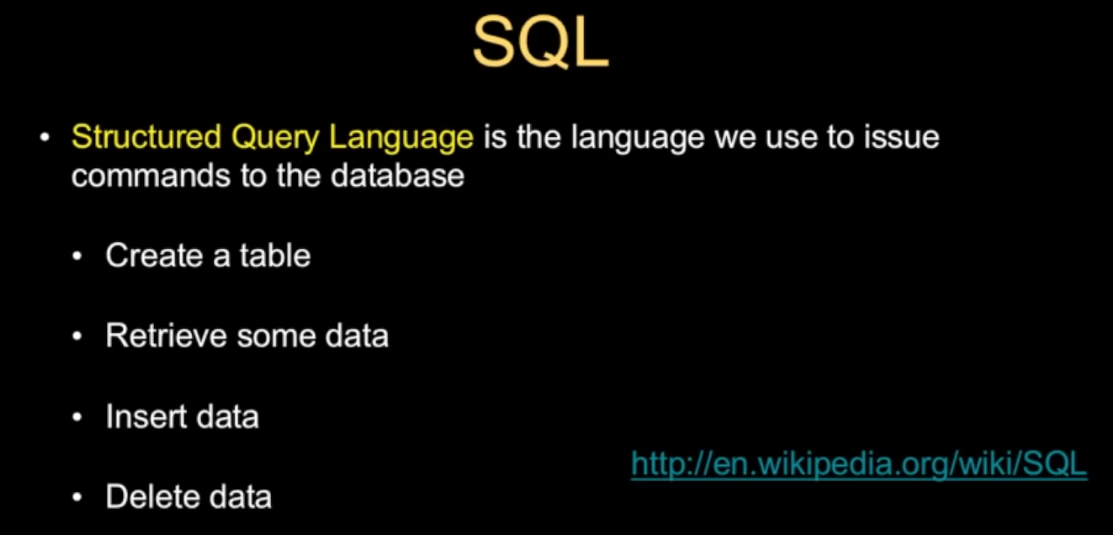 SQL
• Structured Query Language is the language we use to issue
commands to the database
• Create a table
• Retrieve some data
• Insert data
http://en.wikipedia.org/wiki/SQL
• Delete data